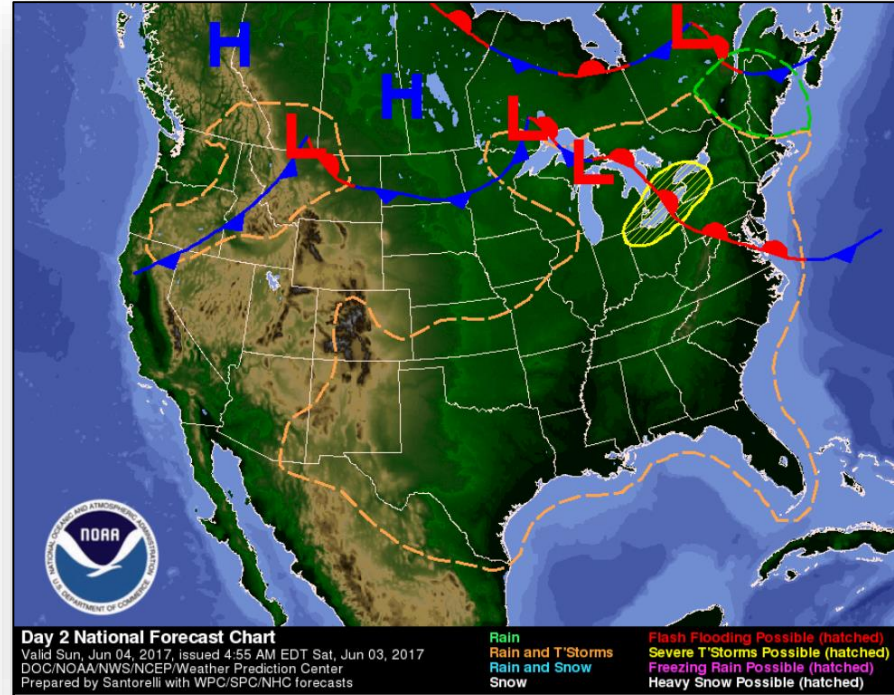 H
H
L
L
L
L
NATIONAL OCEANIC AND ATMOSPHERIC ADMINISTRATION
NOAA
U.S. DEPARTMENT OF COMMERCE
Day 2 National Forecast Chart
Valid Sun, Jun 04, 2017, issued 4:55 AM EDT Sat, Jun 03, 2017
DOC/NOAA/NWS/NCEP/Weather Prediction Center
Prepared by Santorelli with WPC/SPC/NHC forecasts
Rain
Rain and T'Storms
Rain and Snow
Snow
Flash Flooding Possible (hatched)
Severe T'Storms Possible (hatched)
Freezing Rain Possible (hatched)
Heavy Snow Possible (hatched)